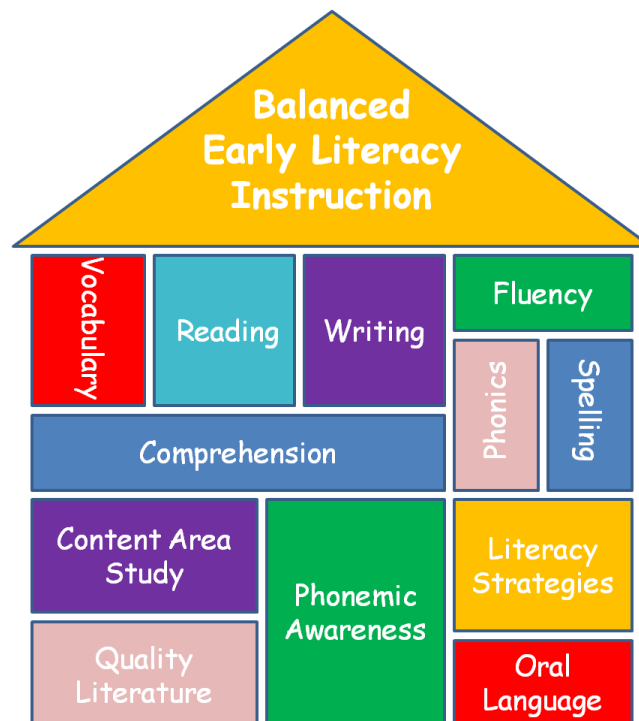 Balanced
Early Literacy
Instruction
Vocabulary
Reading
Writing
Fluency
Phonics
Spelling
Comprehension
Content Area
Study
Phonemic
Awareness
Literacy
Strategies
Quality
Literature
Oral
Language